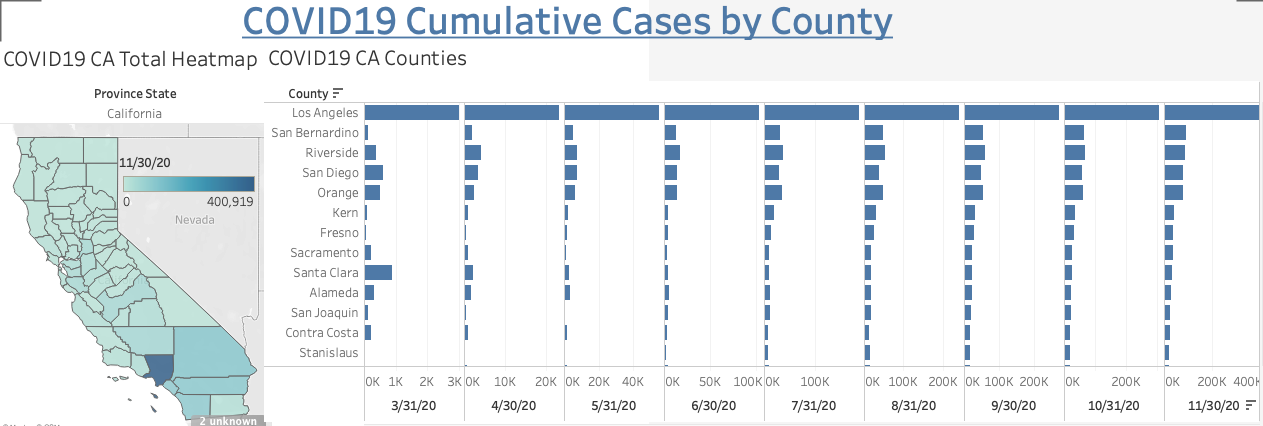 COVID19 Cumulative Cases by County
COVID19 CA Total Heatmap
COVID19 CA Counties
Province State
California
11/30/20
0 400,919
Nevada
2 unknown
County
Los Angeles
San Bernardino
Riverside
San Diego
Orange
Kern
Fresno
Sacramento
Santa Clara
Alameda
San Joaquin
Contra Costa
Stanislaus
0K 1K 2K 3K 0K 10K 20K 0K 20K 40K 0K 50K 100K 0K 100K 0K 100K 200K 0K 100K 200K 0K 200K 0K 200K 400K
3/31/20 4/30/20 5/31/20 6/30/20 7/31/20 8/31/20 9/30/20 10/31/20 11/30/20